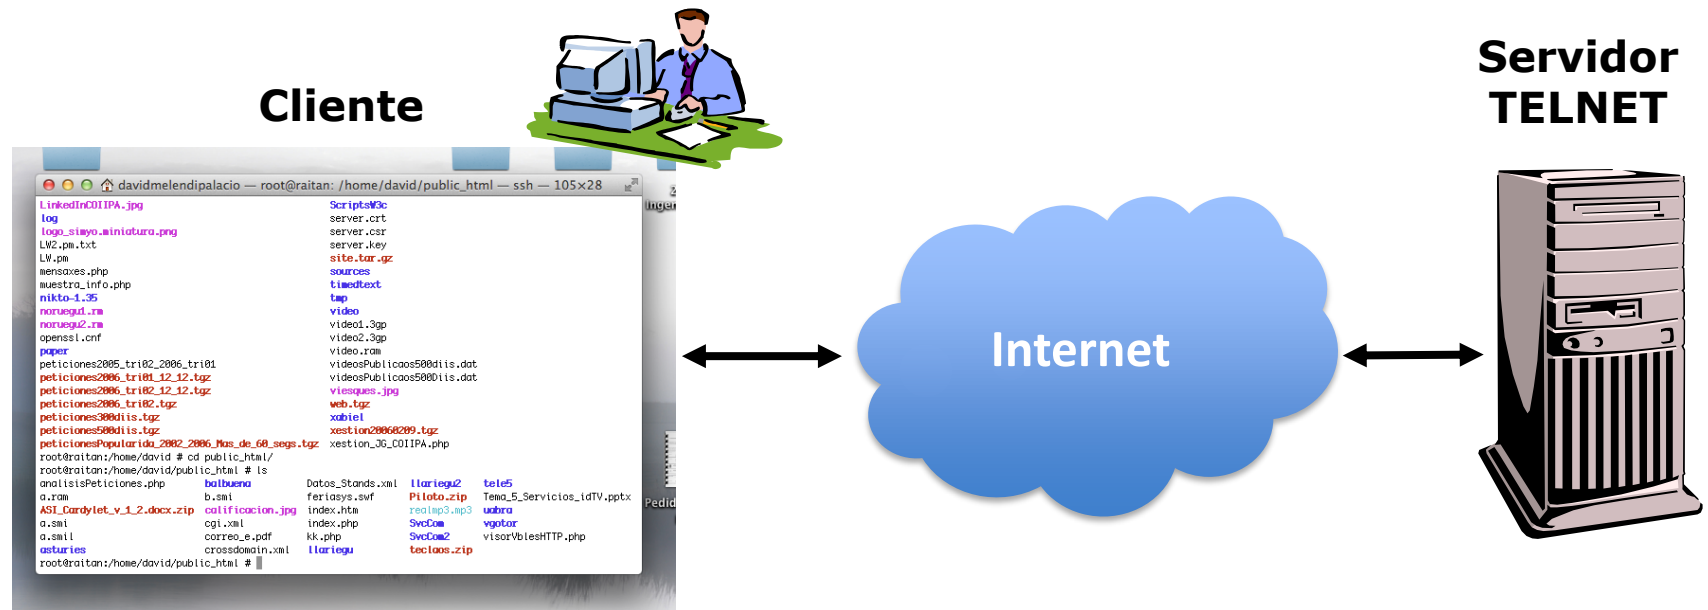 Cliente
Servidor
TELNET
davidmelendipalacio — root@raitan: /home/david/public_html — ssh — 105×28
LinkedInCOIIPA.jpg ScriptsW3c
log server.crt
logo_simyo.miniatura.png server.csr
LW2.pm.txt server.key
LW.pm site.tar.gz
mensaxes.php sources
muestra_info.php timedtext
nikto-1.35 tmp
noruegu1.rm video
noruegu2.rm video1.3gp
openssl.cnf video2.3gp
paper video.ram
peticiones2005_tri02_2006_tri01 videosPublicaos500diis.dat
peticiones2006_tri01_12_12.tgz videosPublicaos500Diis.dat
peticiones2006_tri02_12_12.tgz viesques.jpg
peticiones2006_tri02.tgz web.tgz
peticiones300diis.tgz xabiel
peticiones500diis.tgz xestion20060209.tgz
peticionesPopularida_2002_2006_Mas_de_60_segs.tgz xestion_JG_COIIPA.php
root@raitan:/home/david # cd public_html/
root@raitan:/home/david/public_html # ls
analisisPeticiones.php balbuena Datos_Stands.xml llariegu2 tele5
a.ram b.smi feriasys.swf Piloto.zip Tema_5_Servicios_idTV.pptx
ASI_Cardylet_v_1_2.docx.zip calificacion.jpg index.htm realmp3.mp3 uabra
a.smi cgi.xml index.php SvcCom vgotor
a.smil correo_e.pdf kk.php SvcCom2 visorVblesHTTP.php
asturies crossdomain.xml llariegu teclaos.zip
root@raitan:/home/david/public_html #
Internet
Pedid